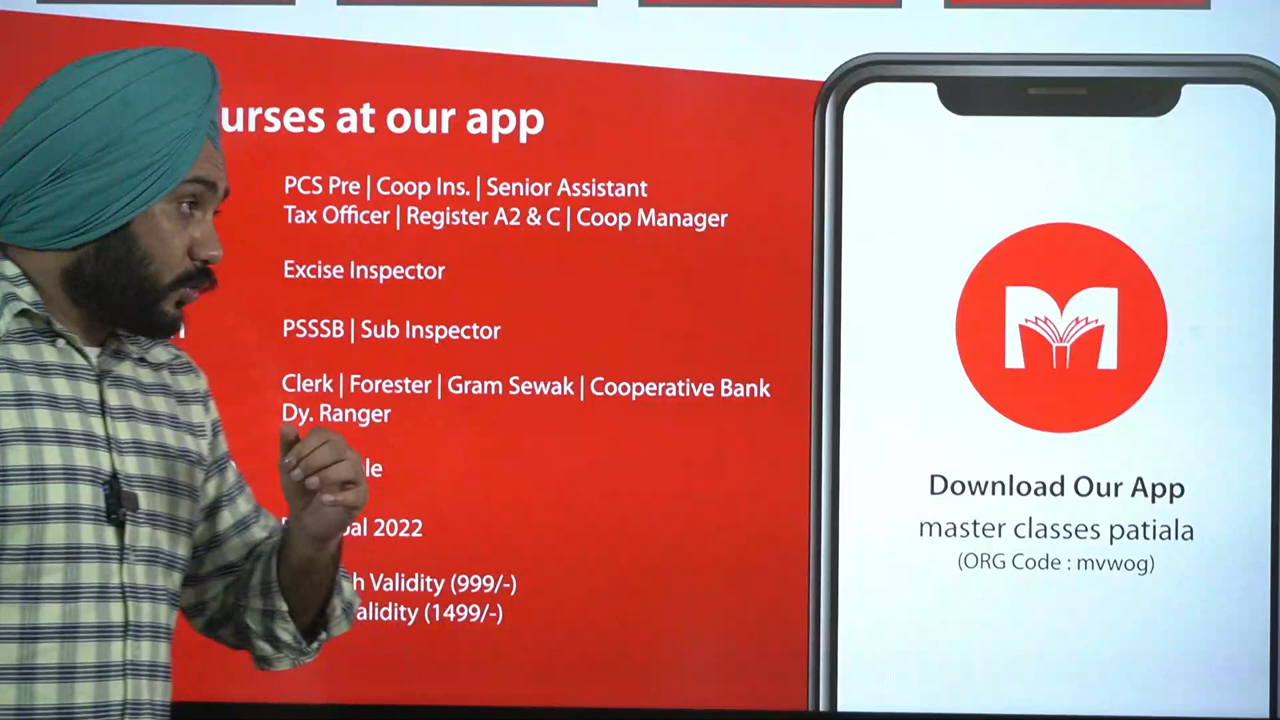 urses at our app
PCS Pre | Coop Ins. | Senior Assistant
Tax Officer | Register A2 & C | Coop Manager
Excise Inspector
PSSSB | Sub Inspector
Clerk | Forester | Gram Sewak | Cooperative Bank
Dy. Ranger
le
al 2022
h Validity (999/-)
alidity (1499/-)
Download Our App
master classes patiala
(ORG Code : mvwog)